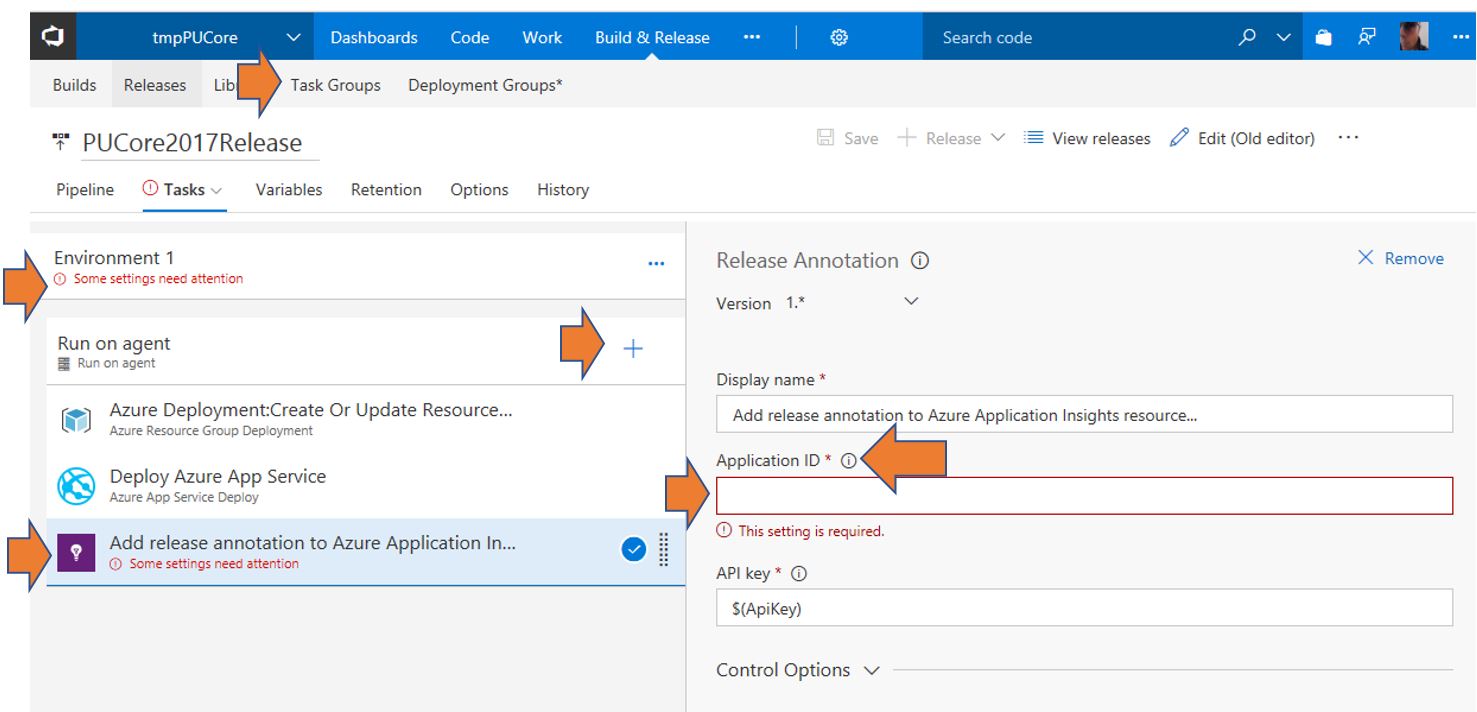 tmpPUCore Dashboards Code Work Build & Release ... Search code ...
Builds Releases Task Groups Deployment Groups*
PUCore2017Release Save Release View releases Edit (Old editor) ...
Pipeline Tasks Variables Retention Options History
Environment 1 ...
Some settings need attention
Run on agent
Run on agent
Azure Deployment:Create Or Update Resource...
Azure Resource Group Deployment
Deploy Azure App Service
Azure App Service Deploy
Add release annotation to Azure Application In...
Some settings need attention
Release Annotation Remove
Version 1.*
Display name *
Add release annotation to Azure Application Insights resource...
Application ID *
This setting is required.
API key *
$(ApiKey)
Control Options